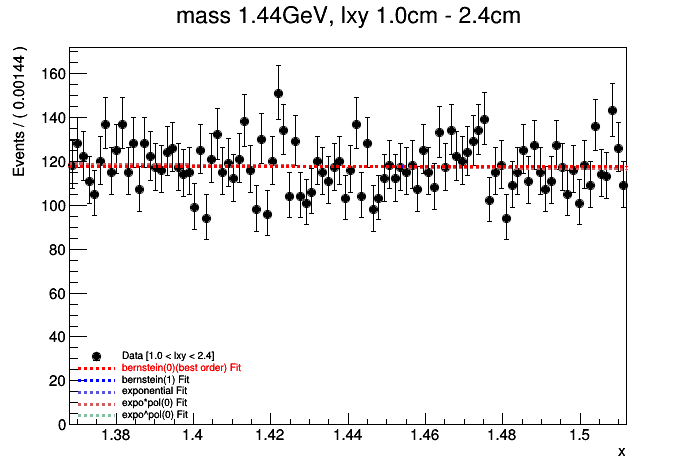 mass 1.44GeV, lxy 1.0cm - 2.4cm
Events / ( 0.00144 )
160
140
120
100
80
60
40
20
0
Data [1.0 < lxy < 2.4]
bernstein(0)(best order) Fit
bernstein(1) Fit
exponential Fit
expo*pol(0) Fit
expo*pol(0) Fit
1.38 1.4 1.42 1.44 1.46 1.48 1.5
x